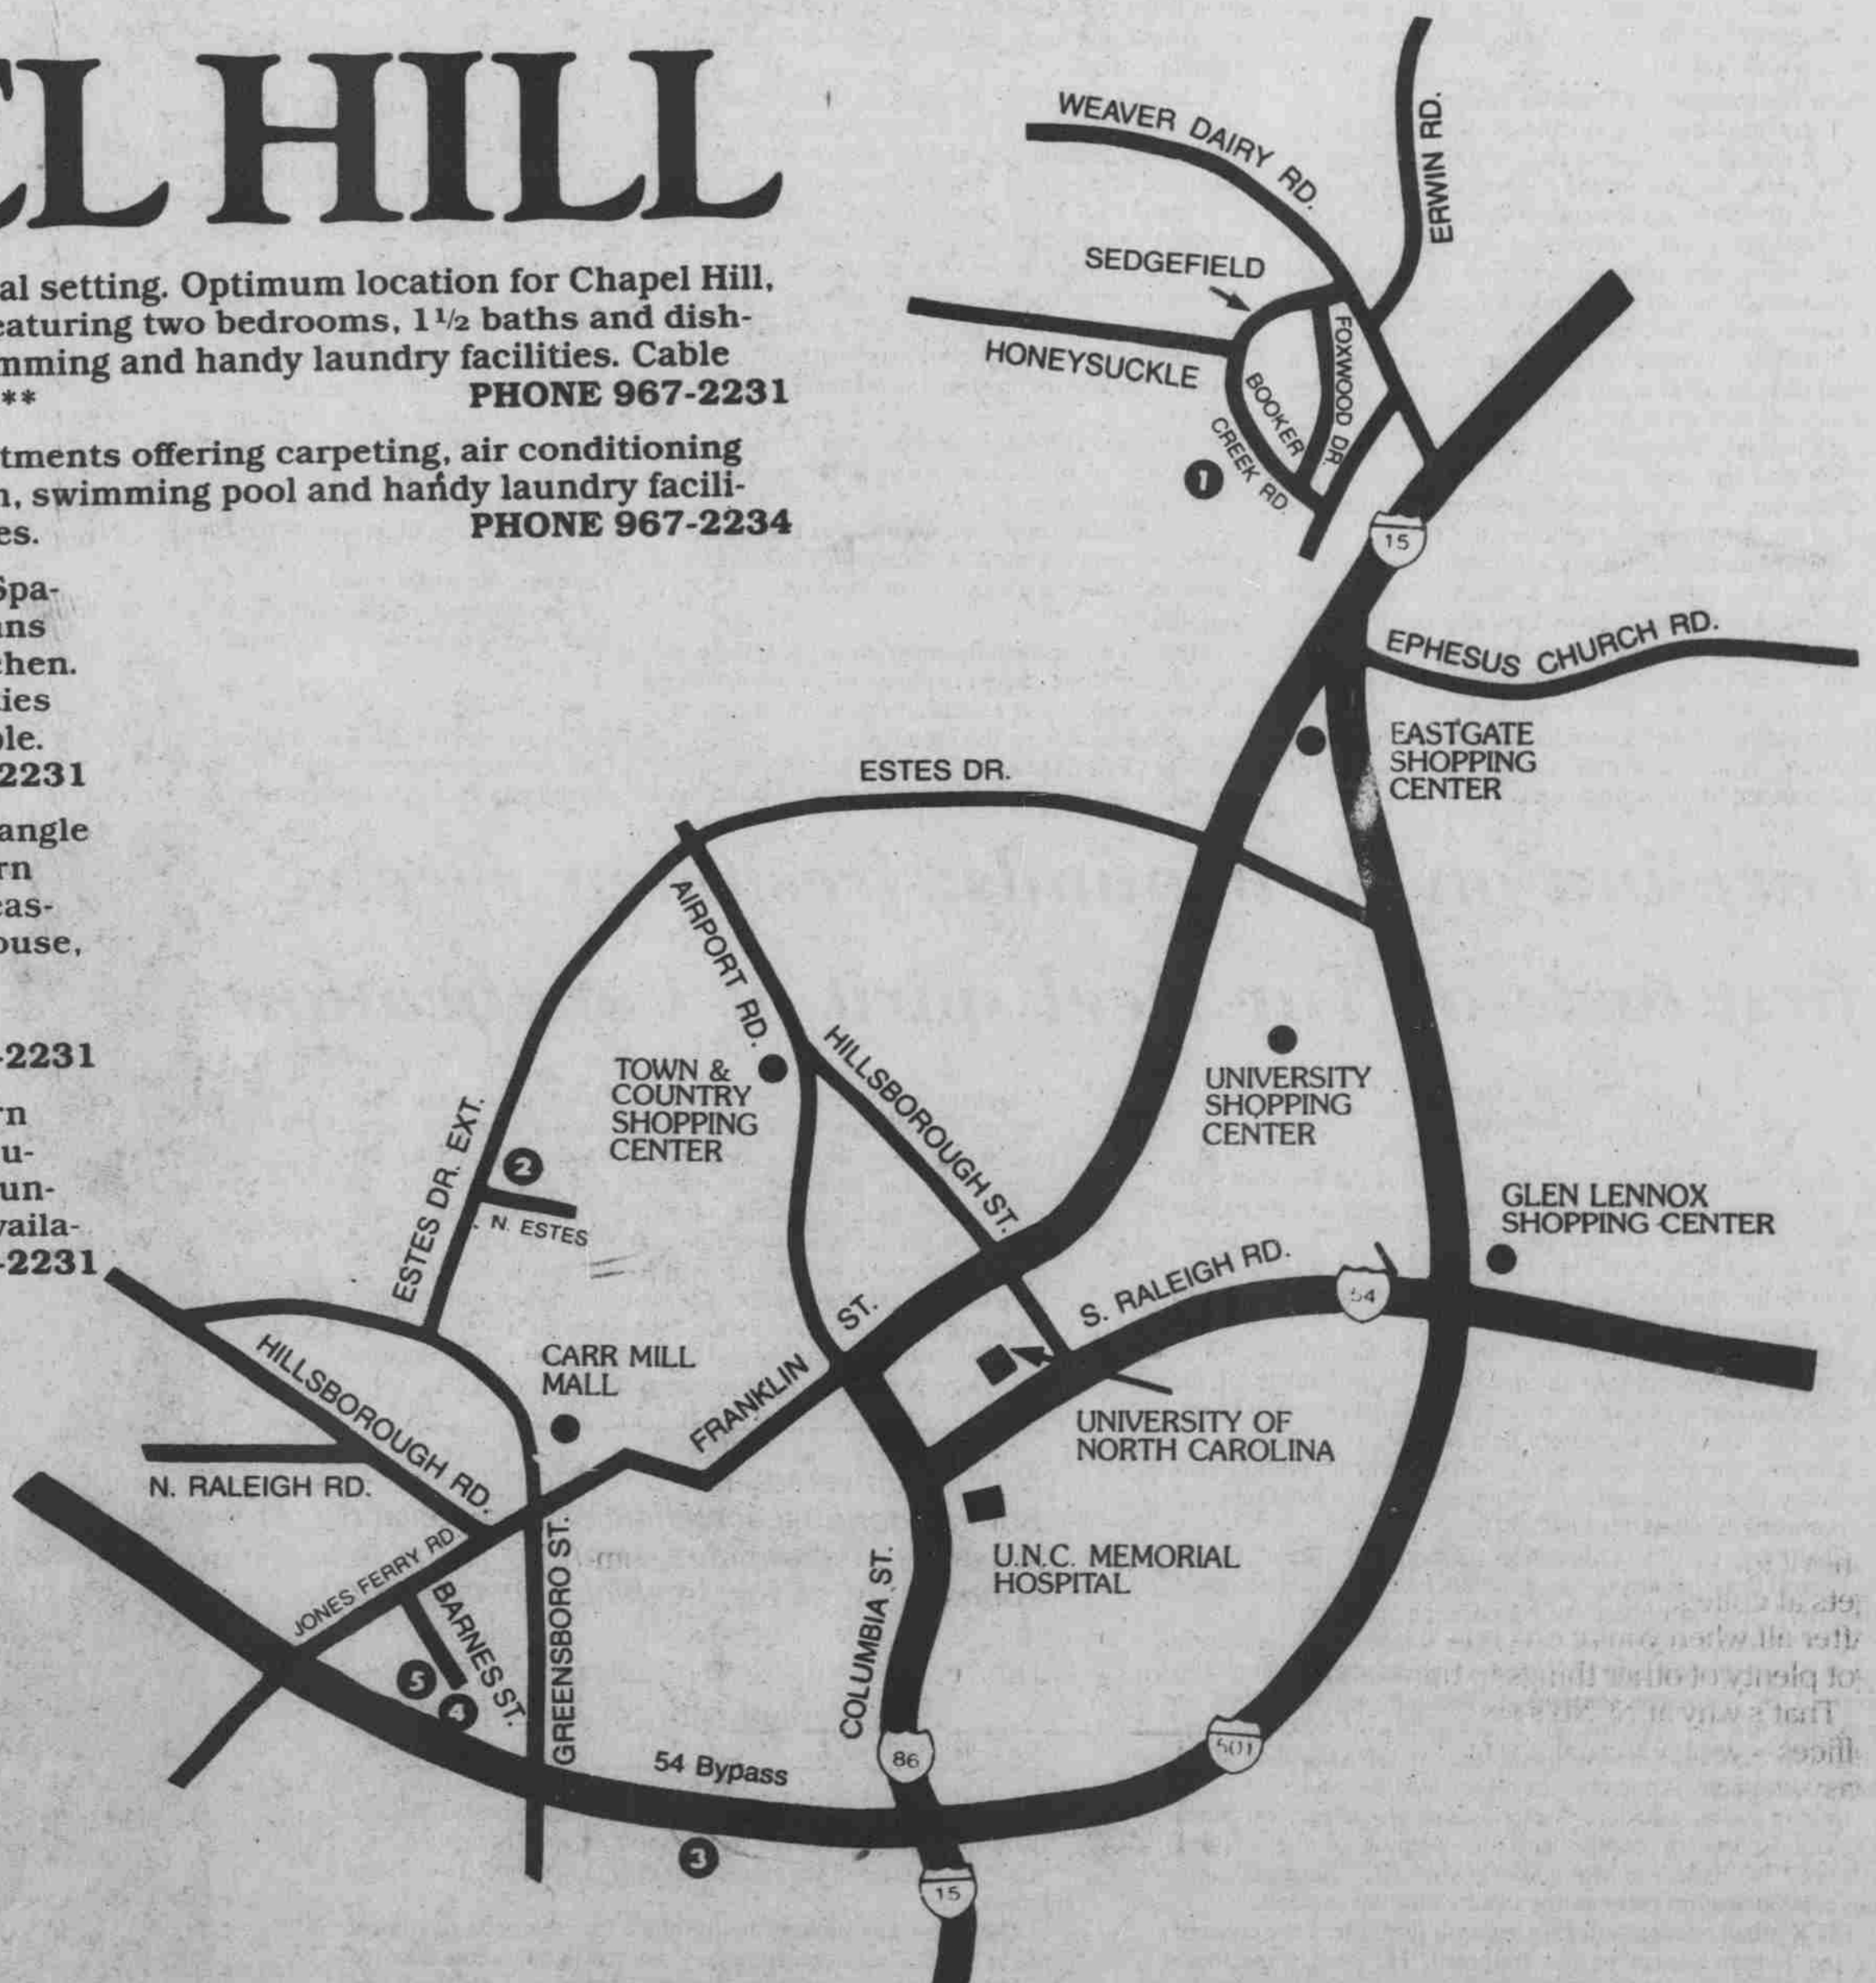 EL HILL
al setting. Optimum location for Chapel Hill,
eaturing two bedrooms, 1½ baths and dish-
mming and handy laundry facilities. Cable
** PHONE 967-2231
tments offering carpeting, air conditioning
n, swimming pool and handy laundry facili-
es. PHONE 967-2234
Spa-
ans
chen.
ties
ole.
2231
angle
rn
eas-
ouse,
-2231
rn
u-
un-
vaila-
-2231
WEAVER DAIRY RD.
ERWIN RD.
SEDGEFIELD
HONEYSUCKLE
FOXWOOD DR.
BOOKER
CREEK RD.
1
15
EPHESUS CHURCH RD.
EASTGATE
SHOPPING
CENTER
ESTES DR.
AIRPORT RD.
HILLSBOROUGH ST.
TOWN &
COUNTRY
SHOPPING
CENTER
UNIVERSITY
SHOPPING
CENTER
ESTES DR. EXT.
2
N. ESTES
GLEN LENNOX
SHOPPING CENTER
S. RALEIGH RD.
54
HILLSBOROUGH RD.
CARR MILL
MALL
FRANKLIN ST.
UNIVERSITY OF
NORTH CAROLINA
N. RALEIGH RD.
JONES FERRY RD
BARNES ST.
GREENSBORO ST.
COLUMBIA ST.
U.N.C. MEMORIAL
HOSPITAL
5
4
54 Bypass
86
501
3
15